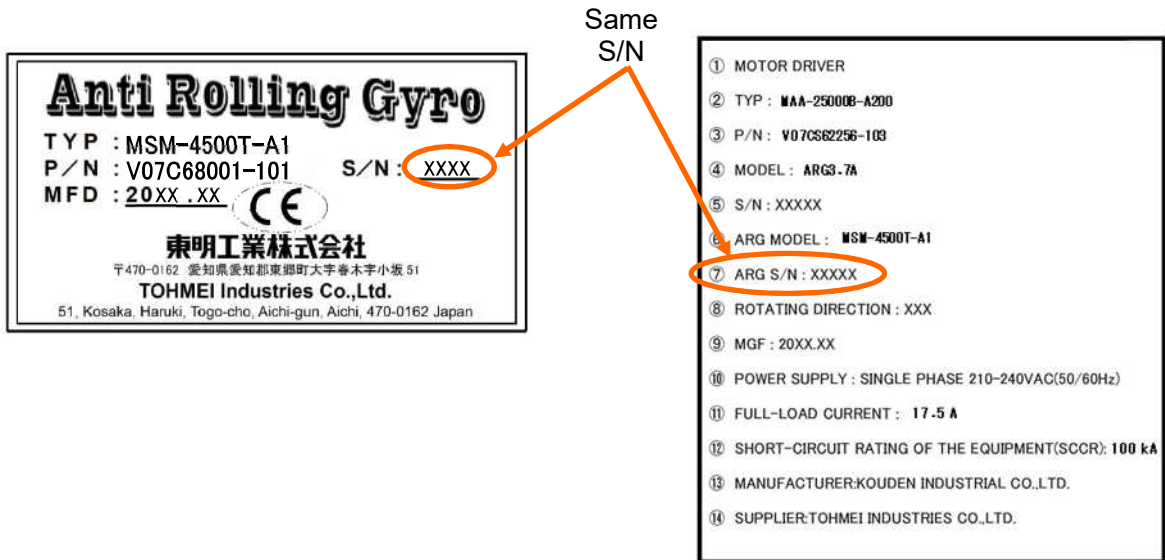 Same
S/N
Anti Rolling Gyro
TYP : MSM-4500T-A1
P/N : V07C68001-101 S/N : XXXX
MFD : 20XX .XX CE
東明工業株式会社
〒470-0162 愛知県愛知郡東郷町大字春木字小坂 51
TOHMEI Industries Co.,Ltd.
51, Kosaka, Haruki, Togo-cho, Aichi-gun, Aichi, 470-0162 Japan
① MOTOR DRIVER
② TYP : MAA-25000B-A200
③ P/N : V07CS62256-103
④ MODEL : ARG3.7A
⑤ S/N : XXXXX
⑥ ARG MODEL : MSM-4500T-A1
⑦ ARG S/N : XXXXX
⑧ ROTATING DIRECTION : XXX
⑨ MGF : 20XX.XX
⑩ POWER SUPPLY : SINGLE PHASE 210-240VAC(50/60Hz)
⑪ FULL-LOAD CURRENT : 17.5 A
⑫ SHORT-CIRCUIT RATING OF THE EQUIPMENT(SCCR): 100 kA
⑬ MANUFACTURER:KOUDEN INDUSTRIAL CO.,LTD.
⑭ SUPPLIER:TOHMEI INDUSTRIES CO.,LTD.